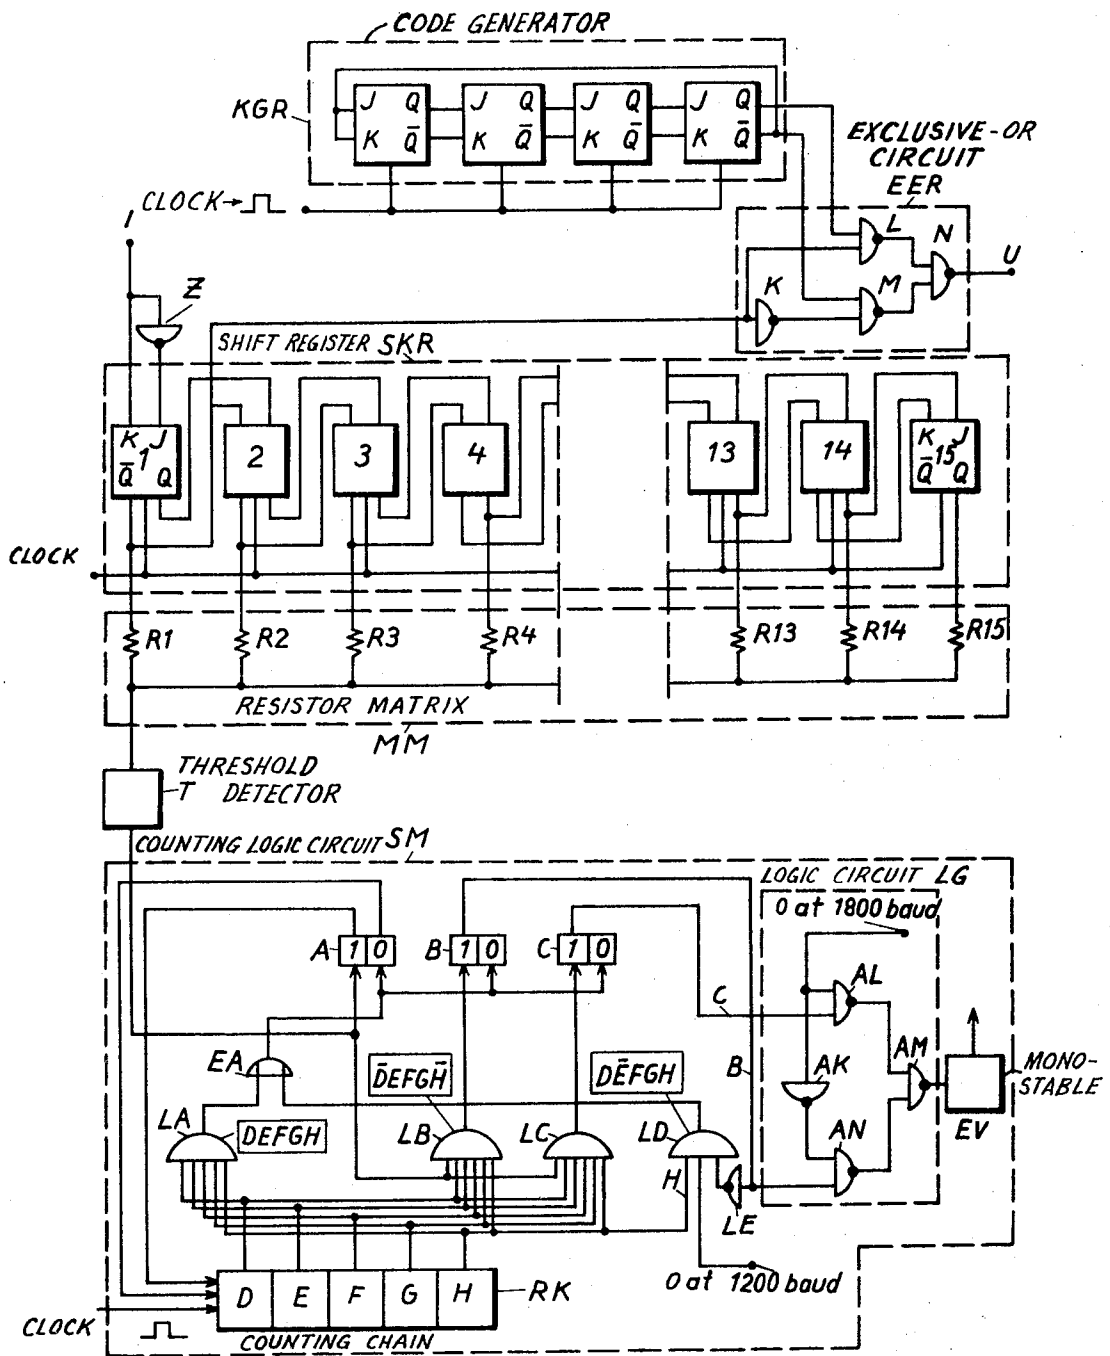 CODE GENERATOR
J Q J Q J Q J Q
KGR
K Q̄ K Q̄ K Q̄ K Q̄
EXCLUSIVE-OR
CIRCUIT
EER
CLOCK→
I
L
N
U
Z
K
M
SHIFT REGISTER SKR
K J
1
Q̄ Q
2
3
4
13
14
K J
15
Q̄ Q
CLOCK
R1
R2
R3
R4
R13
R14
R15
RESISTOR MATRIX
MM
THRESHOLD
T DETECTOR
COUNTING LOGIC CIRCUIT SM
LOGIC CIRCUIT LG
0 at 1800 baud
A 1 0
B 1 0
C 1 0
AL
C
EA
D̄EFGH̄
DĒFGH
B
AK
AM
MONO-
STABLE
LA
DEFGH
LB
LC
LD
AN
EV
H
LE
0 at 1200 baud
D E F G H
RK
CLOCK
COUNTING CHAIN